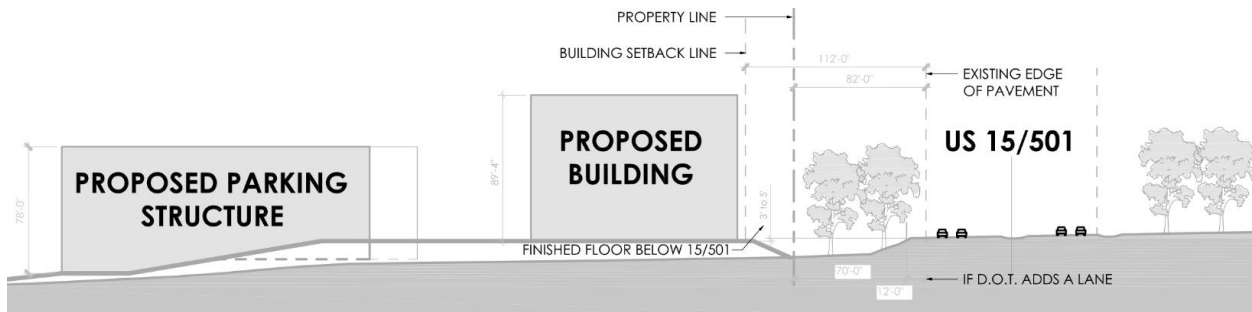 PROPERTY LINE
BUILDING SETBACK LINE
112'-0"
82'-0"
EXISTING EDGE
OF PAVEMENT
US 15/501
PROPOSED
BUILDING
89'-4"
PROPOSED PARKING
STRUCTURE
78'-0"
3' to 5'
FINISHED FLOOR BELOW 15/501
70'-0"
12'-0"
IF D.O.T. ADDS A LANE